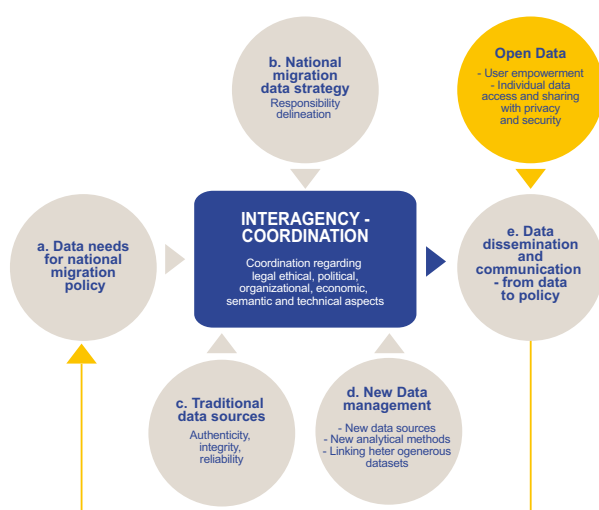 b. National
migration
data strategy
Responsibility
delineation
Open Data
- User empowerment
- Individual data
access and sharing
with privacy
and security
a. Data needs
for national
migration
policy
INTERAGENCY -
COORDINATION
Coordination regarding
legal ethical, political,
organizational, economic,
semantic and technical aspects
e. Data
dissemination
and
communication
- from data
to policy
c. Traditional
data sources
Authenticity,
integrity,
reliability
d. New Data
management
- New data sources
- New analytical methods
- Linking heter ogenerous
datasets